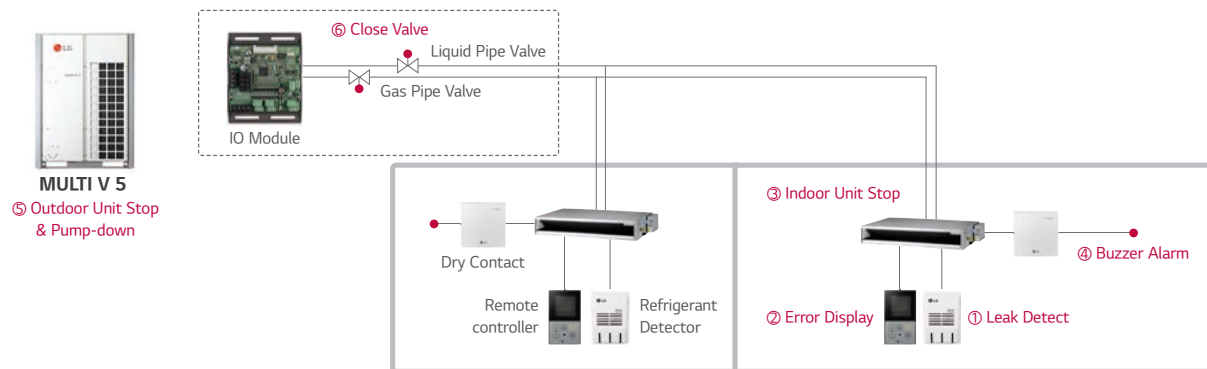 LG
MULTI V 5
⑤ Outdoor Unit Stop
& Pump-down
⑥ Close Valve
Liquid Pipe Valve
Gas Pipe Valve
IO Module
Dry Contact
Remote
controller
Refrigerant
Detector
③ Indoor Unit Stop
④ Buzzer Alarm
② Error Display
① Leak Detect